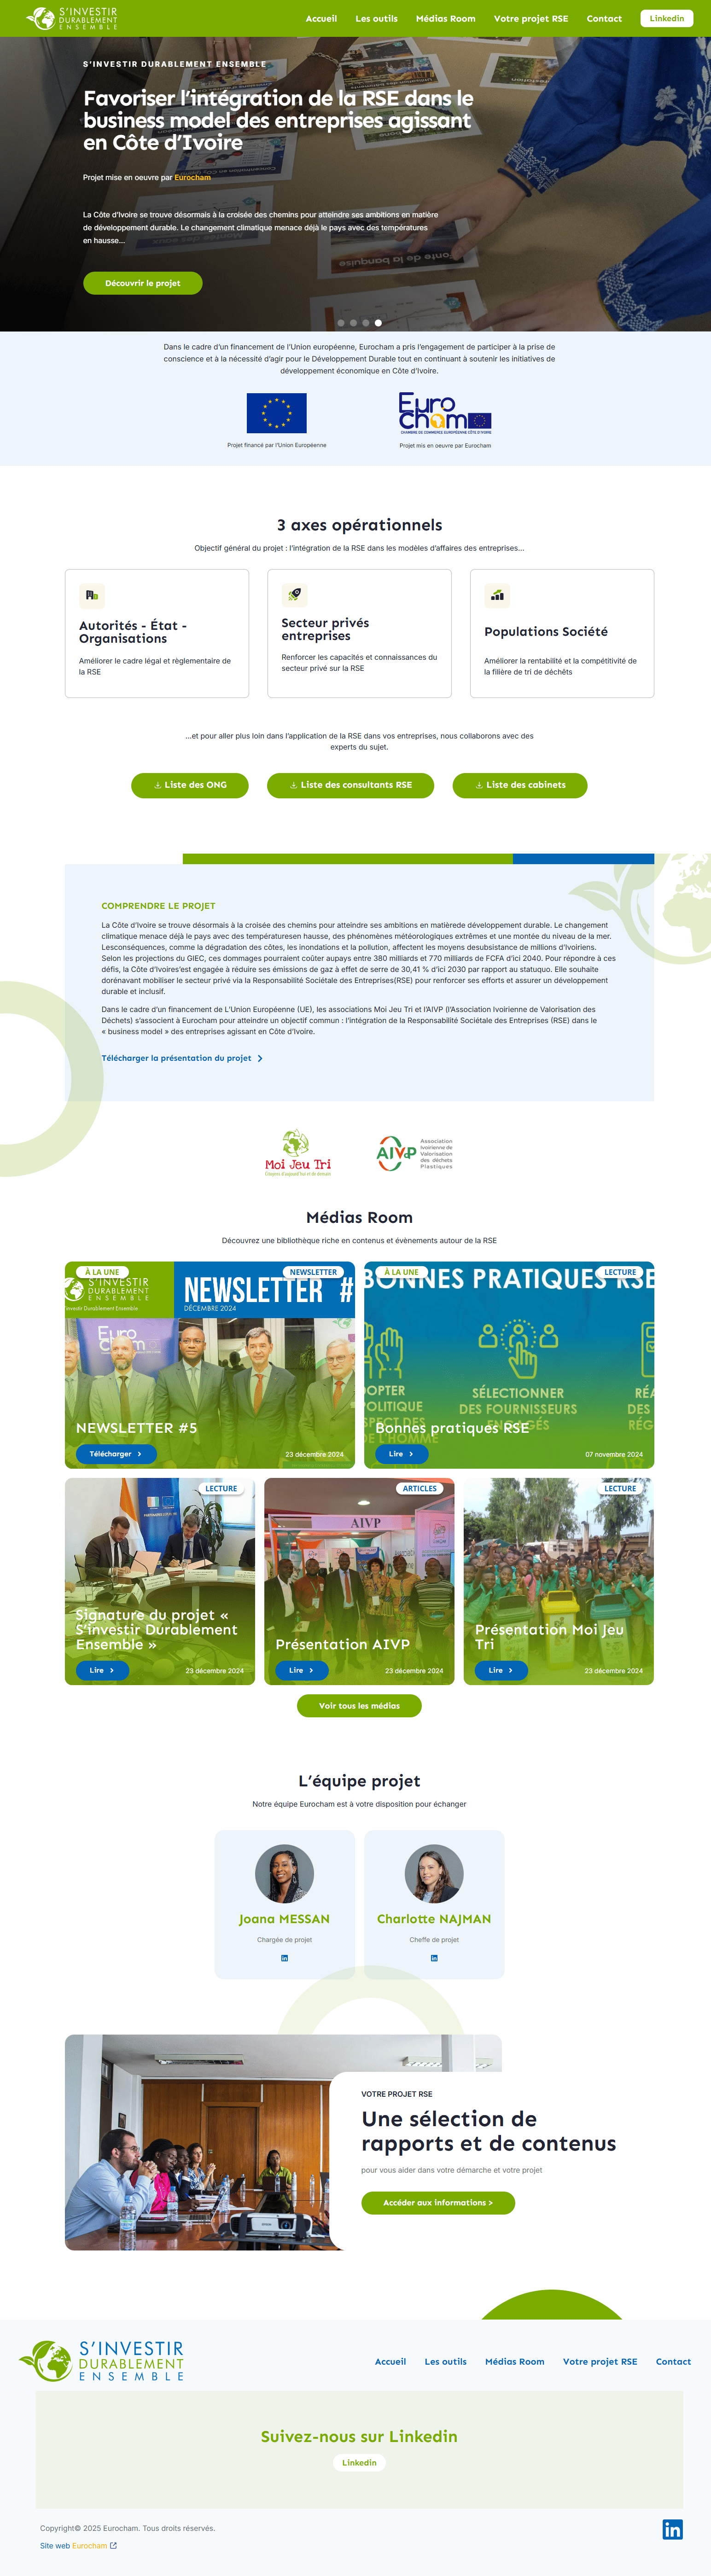 S'INVESTIR
DURABLEMENT
ENSEMBLE
Accueil
Les outils
Médias Room
Votre projet RSE
Contact
Linkedin
S'INVESTIR DURABLEMENT ENSEMBLE
Favoriser l'intégration de la RSE dans le
business model des entreprises agissant
en Côte d'Ivoire
Projet mise en oeuvre par Eurocham
La Côte d'Ivoire se trouve désormais à la croisée des chemins pour atteindre ses ambitions en matière
de développement durable. Le changement climatique menace déjà le pays avec des températures
en hausse...
Découvrir le projet
Dans le cadre d'un financement de l'Union européenne, Eurocham a pris l'engagement de participer à la prise de
conscience et à la nécessité d'agir pour le Développement Durable tout en continuant à soutenir les initiatives de
développement économique en Côte d'Ivoire.
Euro
Cham
CHAMBRE DE COMMERCE EUROPÉENNE CÔTE D'IVOIRE
Projet financé par l'Union Européenne
Projet mis en oeuvre par Eurocham
3 axes opérationnels
Objectif général du projet : l'intégration de la RSE dans les modèles d'affaires des entreprises...
Autorités - État -
Organisations
Améliorer le cadre légal et règlementaire de
la RSE
Secteur privés
entreprises
Renforcer les capacités et connaissances du
secteur privé sur la RSE
Populations Société
Améliorer la rentabilité et la compétitivité de
la filière de tri de déchêts
...et pour aller plus loin dans l'application de la RSE dans vos entreprises, nous collaborons avec des
experts du sujet.
Liste des ONG
Liste des consultants RSE
Liste des cabinets
COMPRENDRE LE PROJET
La Côte d'Ivoire se trouve désormais à la croisée des chemins pour atteindre ses ambitions en matièrede développement durable. Le changement
climatique menace déjà le pays avec des températuresen hausse, des phénomènes météorologiques extrêmes et une montée du niveau de la mer.
Lesconséquences, comme la dégradation des côtes, les inondations et la pollution, affectent les moyens desubsistance de millions d'Ivoiriens.
Selon les projections du GIEC, ces dommages pourraient coûter aupays entre 380 milliards et 770 milliards de FCFA d'ici 2040. Pour répondre à ces
défis, la Côte d'Ivoires'est engagée à réduire ses émissions de gaz à effet de serre de 30,41 % d'ici 2030 par rapport au statuquo. Elle souhaite
dorénavant mobiliser le secteur privé via la Responsabilité Sociétale des Entreprises(RSE) pour renforcer ses efforts et assurer un développement
durable et inclusif.
Dans le cadre d'un financement de L'Union Européenne (UE), les associations Moi Jeu Tri et l'AIVP (l'Association Ivoirienne de Valorisation des
Déchets) s'associent à Eurocham pour atteindre un objectif commun : l'intégration de la Responsabilité Sociétale des Entreprises (RSE) dans le
« business model » des entreprises agissant en Côte d'Ivoire.
Télécharger la présentation du projet
Moi Jeu Tri
AIVP
Association
Ivoirienne de
Valorisation
des déchets
Plastiques
Médias Room
Découvrez une bibliothèque riche en contenus et évènements autour de la RSE
À LA UNE
NEWSLETTER
S'INVESTIR
DURABLEMENT
ENSEMBLE
NEWSLETTER #
DÉCEMBRE 2024
Euro
Cham
NEWSLETTER #5
Télécharger
23 décembre 2024
À LA UNE
LECTURE
BONNES PRATIQUES RSE
SÉLECTIONNER
DES FOURNISSEURS
ENGAGÉS
Bonnes pratiques RSE
Lire
07 novembre 2024
LECTURE
Signature du projet «
S'investir Durablement
Ensemble »
Lire
23 décembre 2024
ARTICLES
AIVP
Présentation AIVP
Lire
23 décembre 2024
LECTURE
Présentation Moi Jeu
Tri
Lire
23 décembre 2024
Voir tous les médias
L'équipe projet
Notre équipe Eurocham est à votre disposition pour échanger
Joana MESSAN
Chargée de projet
Charlotte NAJMAN
Cheffe de projet
VOTRE PROJET RSE
Une sélection de
rapports et de contenus
pour vous aider dans votre démarche et votre projet
Accéder aux informations >
S'INVESTIR
DURABLEMENT
ENSEMBLE
Accueil
Les outils
Médias Room
Votre projet RSE
Contact
Suivez-nous sur Linkedin
Linkedin
Copyright© 2025 Eurocham. Tous droits réservés.
Site web Eurocham